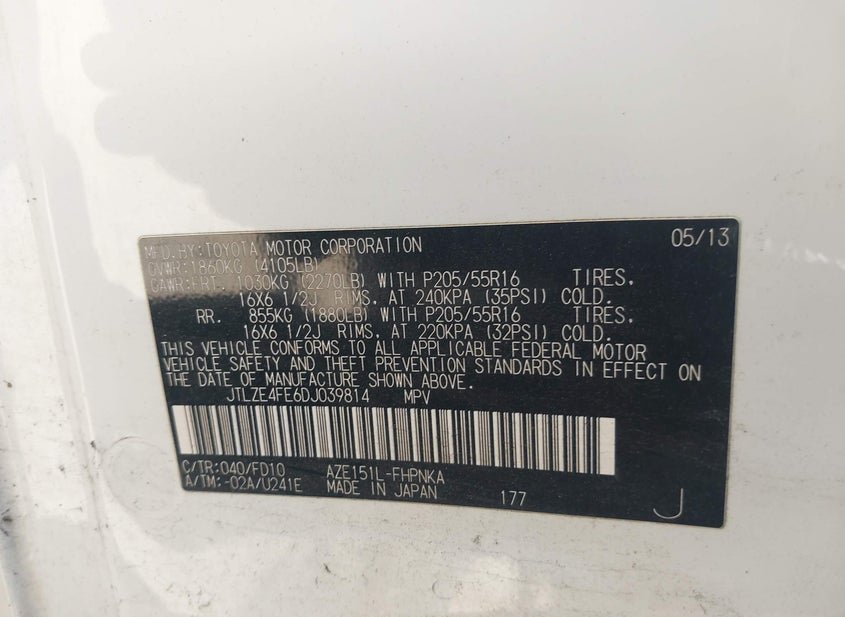 MFD. BY: TOYOTA MOTOR CORPORATION 05/13
GVWR: 1860KG (4105LB)
GAWR: FRT. 1030KG (2270LB) WITH P205/55R16 TIRES.
16X6 1/2J RIMS, AT 240KPA (35PSI) COLD.
RR. 855KG (1880LB) WITH P205/55R16 TIRES.
16X6 1/2J RIMS, AT 220KPA (32PSI) COLD.
THIS VEHICLE CONFORMS TO ALL APPLICABLE FEDERAL MOTOR
VEHICLE SAFETY AND THEFT PREVENTION STANDARDS IN EFFECT ON
THE DATE OF MANUFACTURE SHOWN ABOVE.
JTLZE4FE6DJ039814 MPV
C/TR: 040/FD10 AZE151L-FHPNKA
A/TM: -02A/U241E MADE IN JAPAN 177 J